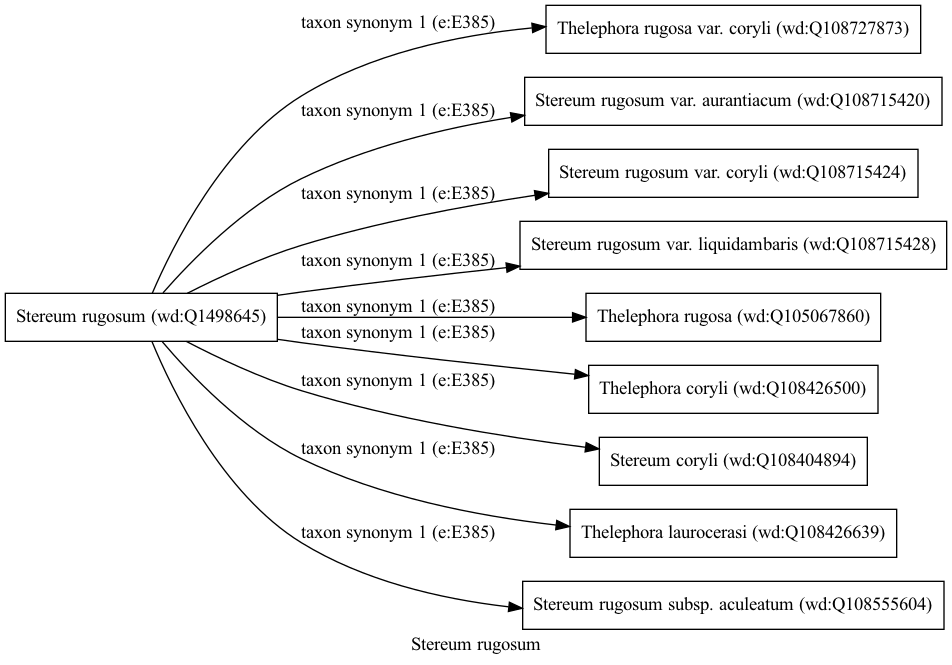 taxon synonym 1 (e:E385)
Thelephora rugosa var. coryli (wd:Q108727873)
taxon synonym 1 (e:E385)
Stereum rugosum var. aurantiacum (wd:Q108715420)
taxon synonym 1 (e:E385)
Stereum rugosum var. coryli (wd:Q108715424)
taxon synonym 1 (e:E385)
Stereum rugosum var. liquidambaris (wd:Q108715428)
Stereum rugosum (wd:Q1498645)
taxon synonym 1 (e:E385)
Thelephora rugosa (wd:Q105067860)
taxon synonym 1 (e:E385)
Thelephora coryli (wd:Q108426500)
taxon synonym 1 (e:E385)
Stereum coryli (wd:Q108404894)
taxon synonym 1 (e:E385)
Thelephora laurocerasi (wd:Q108426639)
taxon synonym 1 (e:E385)
Stereum rugosum subsp. aculeatum (wd:Q108555604)
Stereum rugosum